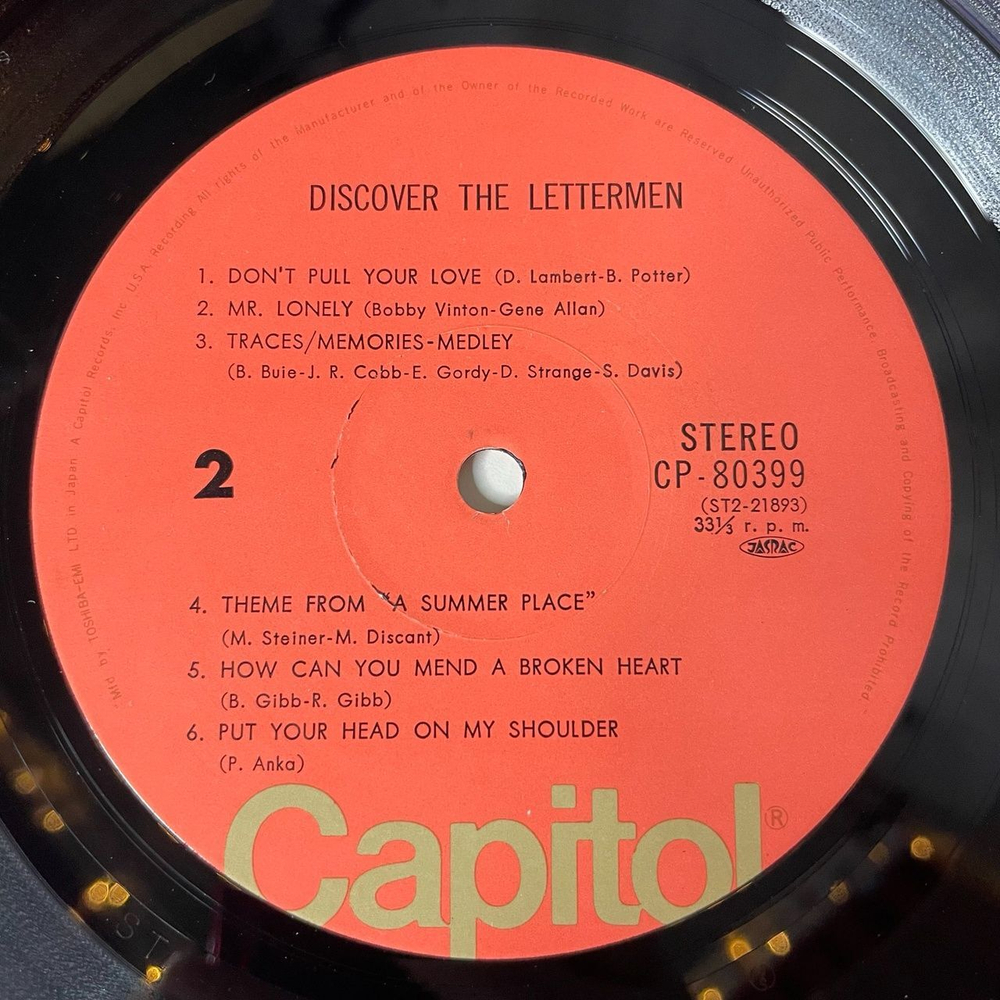 "Mfd by TOSHIBA-EMI LTD in Japan A Capitol Records, Inc U.S.A. Recording All rights of the Manufacturer and of the Owner of the Recorded Work are Reserved Unauthorized Public Performance Broadcasting and Copying of the Record Prohibited"
DISCOVER THE LETTERMEN
1. DON'T PULL YOUR LOVE (D. Lambert-B. Potter)
2. MR. LONELY (Bobby Vinton-Gene Allan)
3. TRACES/MEMORIES-MEDLEY
(B. Buie-J. R. Cobb-E. Gordy-D. Strange-S. Davis)
2
STEREO
CP-80399
(ST2-21893)
33⅓ r. p. m.
JASRAC
4. THEME FROM "A SUMMER PLACE"
(M. Steiner-M. Discant)
5. HOW CAN YOU MEND A BROKEN HEART
(B. Gibb-R. Gibb)
6. PUT YOUR HEAD ON MY SHOULDER
(P. Anka)
Capitol®